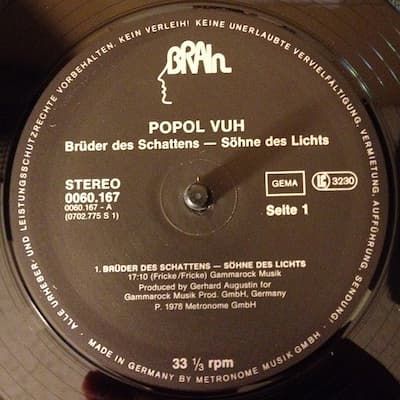 BRAIN
POPOL VUH
Brüder des Schattens — Söhne des Lichts
STEREO
0060.167
0060.167 - A
(0702.775 S 1)
GEMA
LC 3230
Seite 1
1. BRÜDER DES SCHATTENS — SÖHNE DES LICHTS
17:10 (Fricke/Fricke) Gammarock Musik
Produced by Gerhard Augustin for
Gammarock Musik Prod. GmbH, Germany
P. 1978 Metronome GmbH
33 ⅓ rpm
· ALLE URHEBER- UND LEISTUNGSSCHUTZRECHTE VORBEHALTEN. KEIN VERLEIH! KEINE UNERLAUBTE VERVIELFÄLTIGUNG, VERMIETUNG, AUFFÜHRUNG, SENDUNG! ·
MADE IN GERMANY BY METRONOME MUSIK GMBH